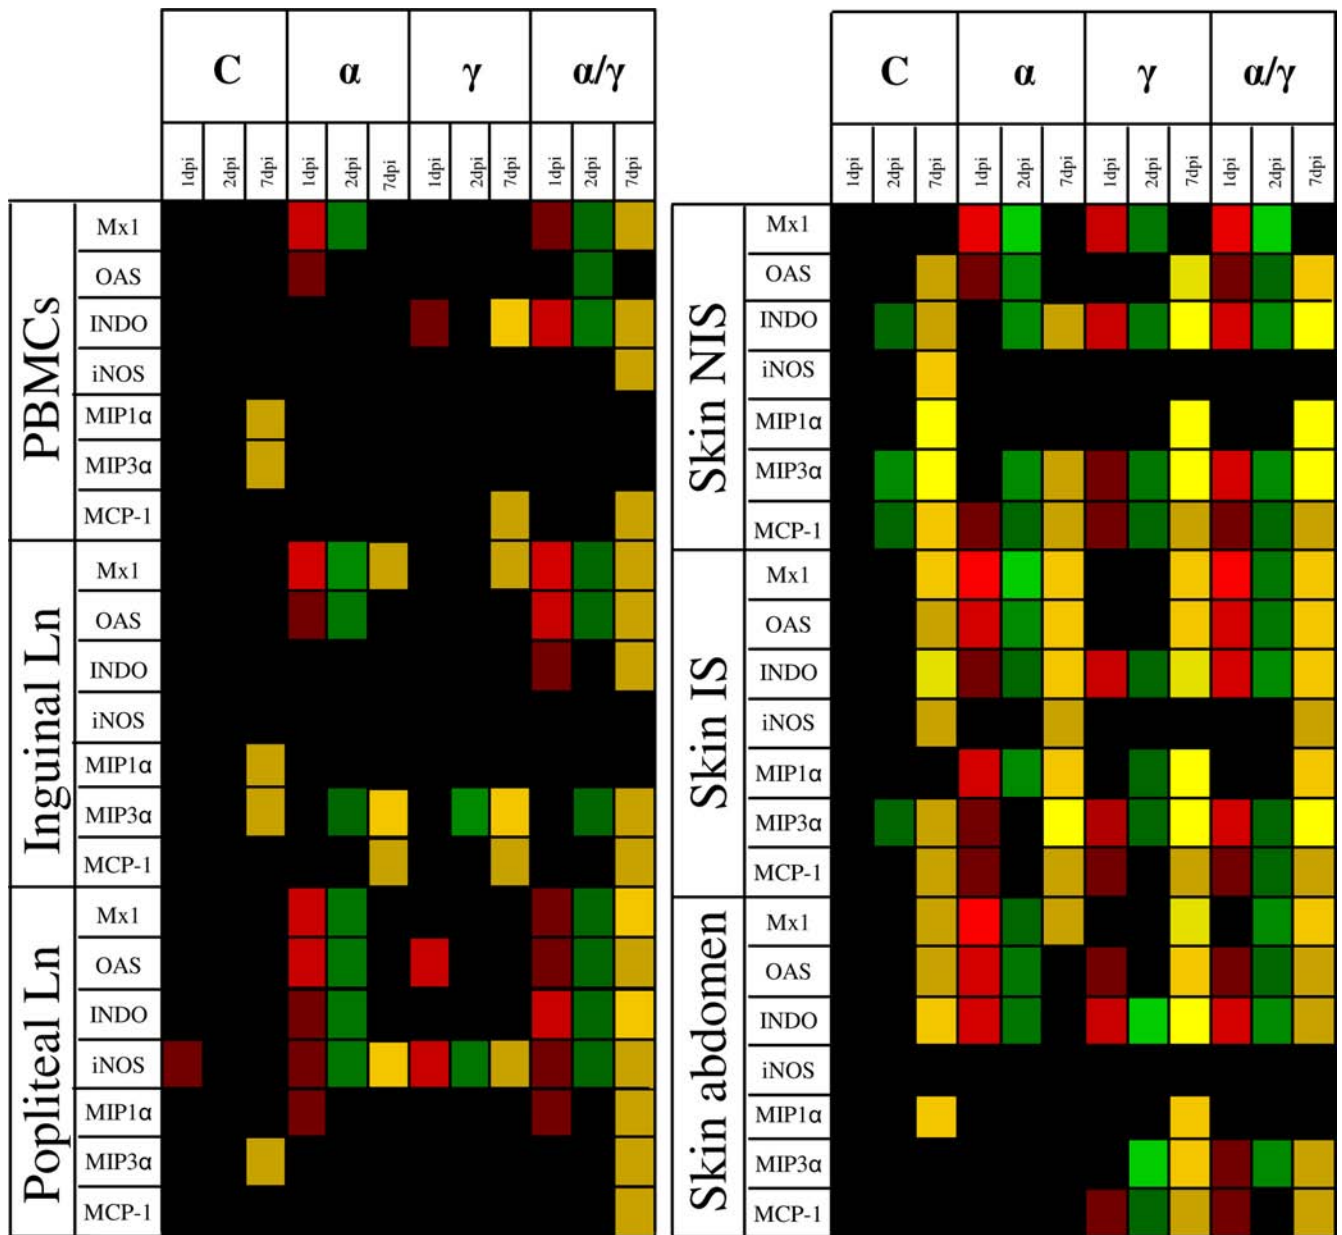 C α γ α/γ
1dpi 2dpi 7dpi 1dpi 2dpi 7dpi 1dpi 2dpi 7dpi 1dpi 2dpi 7dpi
PBMCs
Mx1
OAS
INDO
iNOS
MIP1α
MIP3α
MCP-1
Inguinal Ln
Mx1
OAS
INDO
iNOS
MIP1α
MIP3α
MCP-1
Popliteal Ln
Mx1
OAS
INDO
iNOS
MIP1α
MIP3α
MCP-1
C α γ α/γ
1dpi 2dpi 7dpi 1dpi 2dpi 7dpi 1dpi 2dpi 7dpi 1dpi 2dpi 7dpi
Skin NIS
Mx1
OAS
INDO
iNOS
MIP1α
MIP3α
MCP-1
Skin IS
Mx1
OAS
INDO
iNOS
MIP1α
MIP3α
MCP-1
Skin abdomen
Mx1
OAS
INDO
iNOS
MIP1α
MIP3α
MCP-1